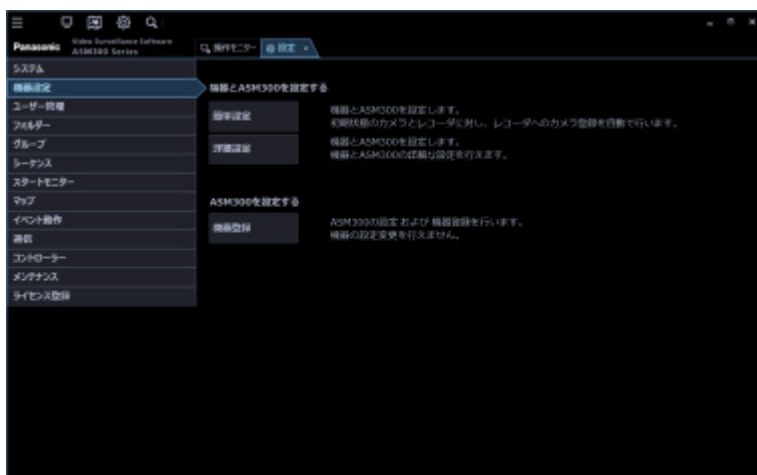 Panasonic
Video Surveillance Software
ASM300 Series
操作モニター
設定
システム
機器設定
ユーザー管理
フォルダー
グループ
シーケンス
スタートモニター
マップ
イベント動作
通信
コントローラー
メンテナンス
ライセンス登録
機器とASM300を設定する
簡単設定
機器とASM300を設定します。
初期状態のカメラとレコーダに対し、レコーダへのカメラ登録を自動で行います。
詳細設定
機器とASM300を設定します。
機器とASM300の詳細な設定を行えます。
ASM300を設定する
機器登録
ASM300の設定 および 機器登録を行います。
機器の設定変更を行えません。